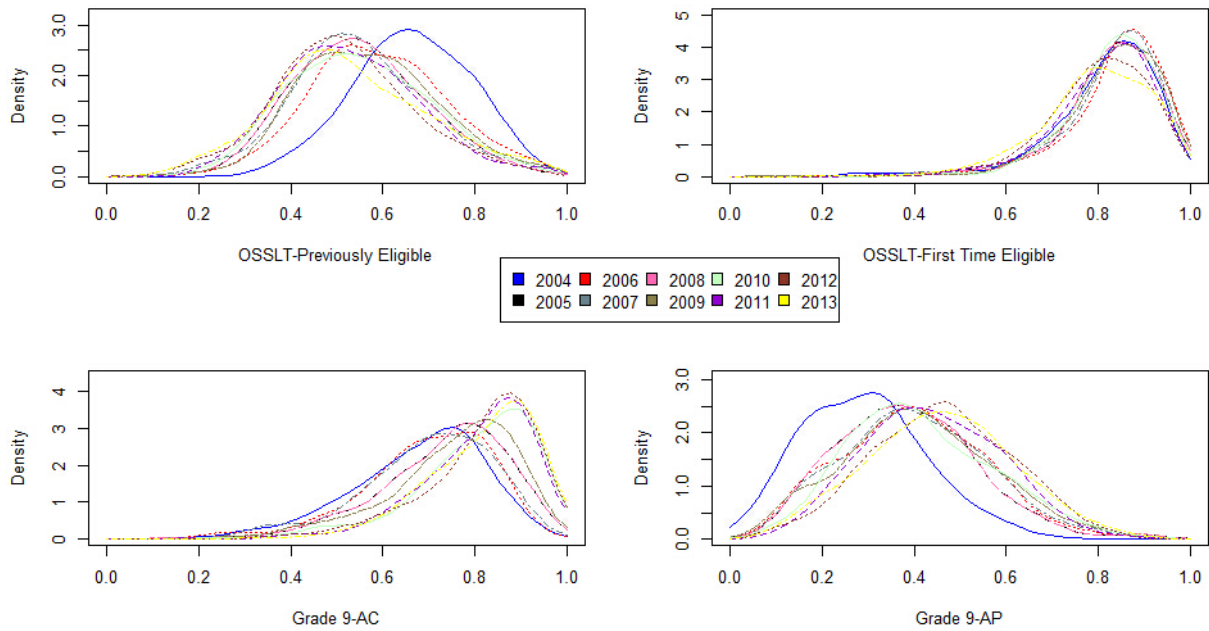 Density
3.0
2.0
1.0
0.0
0.0 0.2 0.4 0.6 0.8 1.0
OSSLT-Previously Eligible
Density
5
4
3
2
1
0
0.0 0.2 0.4 0.6 0.8 1.0
OSSLT-First Time Eligible
2004 2006 2008 2010 2012
2005 2007 2009 2011 2013
Density
4
3
2
1
0
0.0 0.2 0.4 0.6 0.8 1.0
Grade 9-AC
Density
3.0
2.0
1.0
0.0
0.0 0.2 0.4 0.6 0.8 1.0
Grade 9-AP